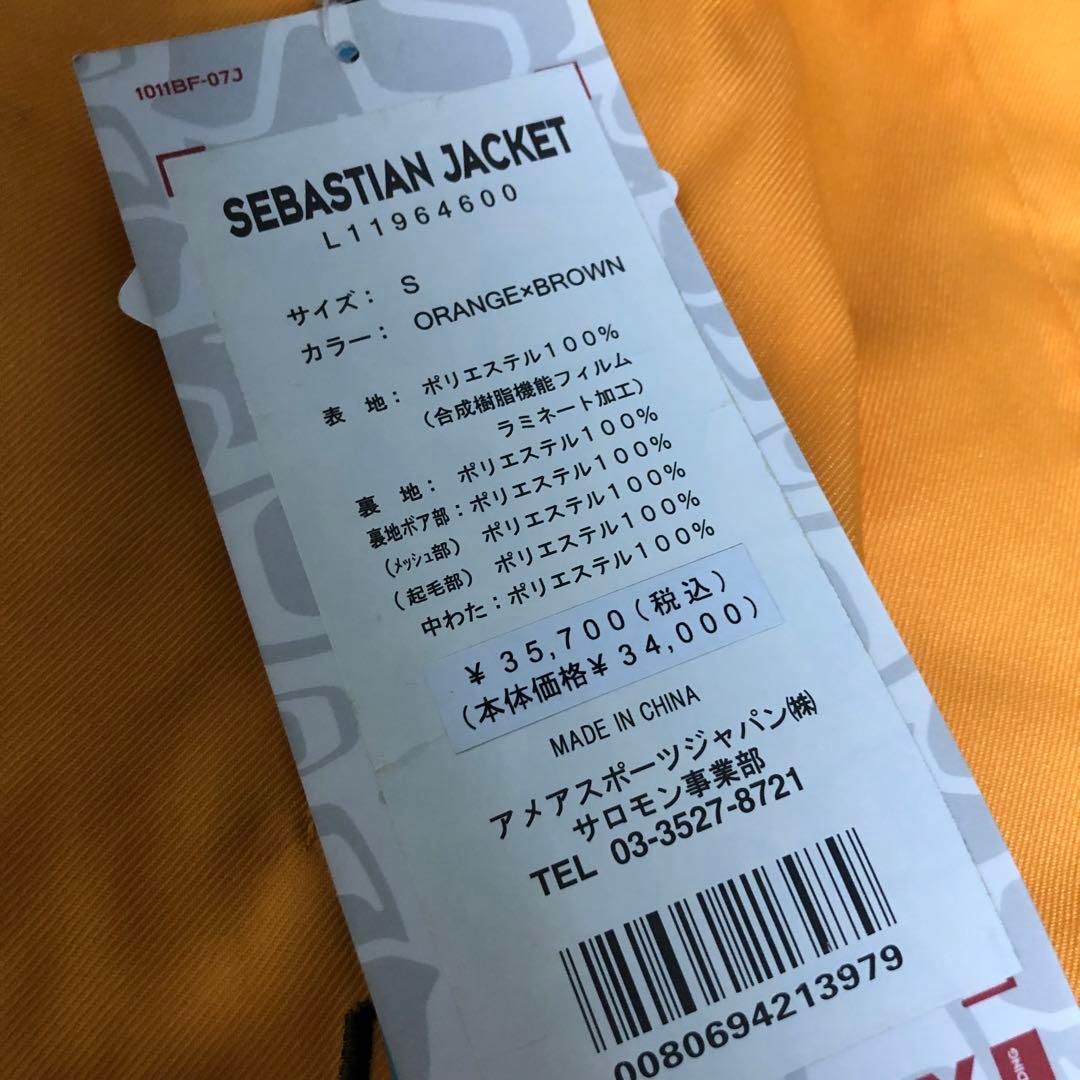 1011BF-07J
SEBASTIAN JACKET
L11964600
サイズ： S
カラー： ORANGE×BROWN
表 地： ポリエステル100%
（合成樹脂機能フィルム
ラミネート加工）
裏 地： ポリエステル100%
裏地ボア部：ポリエステル100%
（ﾒｯｼｭ部） ポリエステル100%
（起毛部） ポリエステル100%
中わた：ポリエステル100%
¥ 35,700（税込）
（本体価格¥ 34,000）
MADE IN CHINA
アメアスポーツジャパン㈱
サロモン事業部
TEL 03-3527-8721
0080694213979